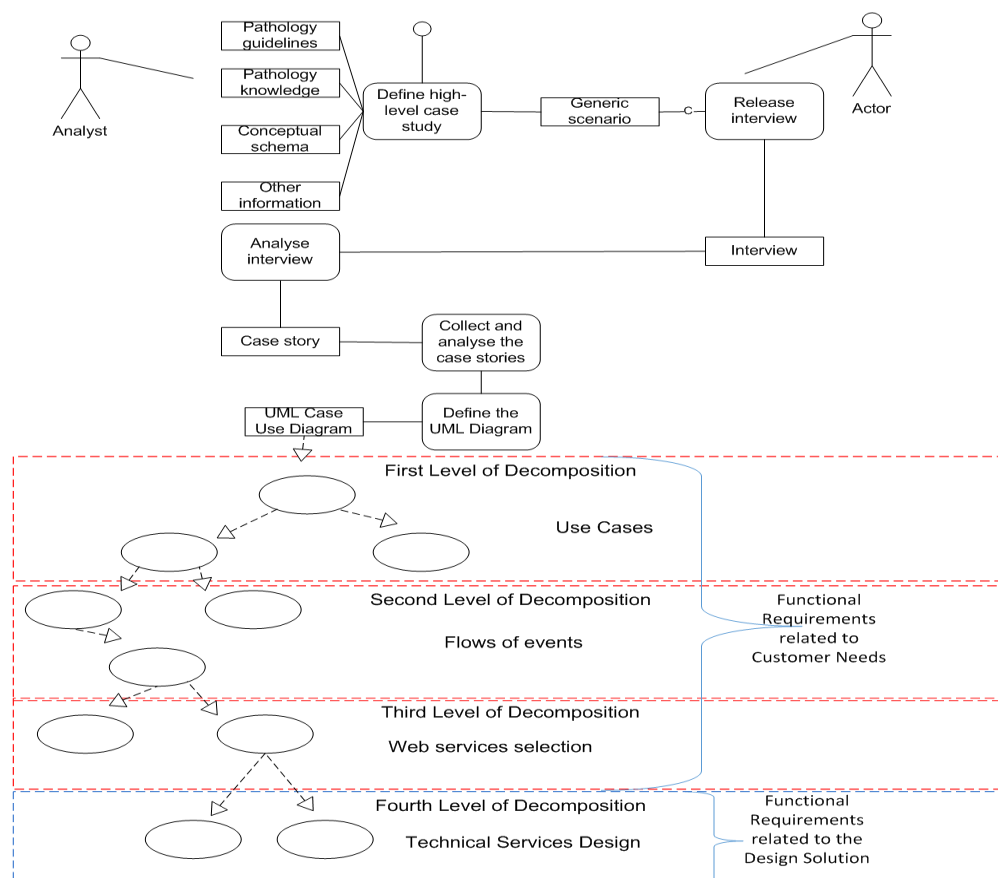 Pathology
guidelines
Pathology
knowledge
Conceptual
schema
Other
information
Analyst
Define high-
level case
study
Generic
scenario
C
Release
interview
Actor
Analyse
interview
Interview
Case story
Collect and
analyse the
case stories
UML Case
Use Diagram
Define the
UML Diagram
First Level of Decomposition
Use Cases
Second Level of Decomposition
Flows of events
Functional
Requirements
related to
Customer Needs
Third Level of Decomposition
Web services selection
Fourth Level of Decomposition
Technical Services Design
Functional
Requirements
related to the
Design Solution